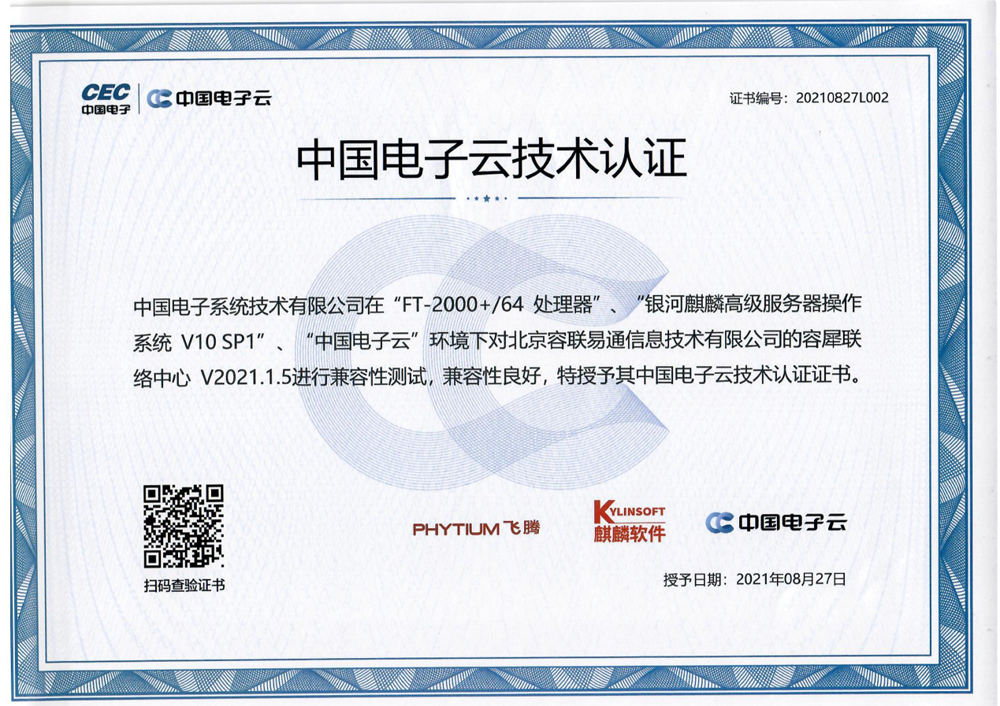 CEC
中国电子
中国电子云
证书编号：20210827L002
中国电子云技术认证
中国电子系统技术有限公司在“FT-2000+/64 处理器”、“银河麒麟高级服务器操作
系统 V10 SP1”、“中国电子云”环境下对北京容联易通信息技术有限公司的容犀联
络中心 V2021.1.5进行兼容性测试，兼容性良好，特授予其中国电子云技术认证证书。
扫码查验证书
PHYTIUM飞腾
KYLINSOFT
麒麟软件
中国电子云
授予日期：2021年08月27日